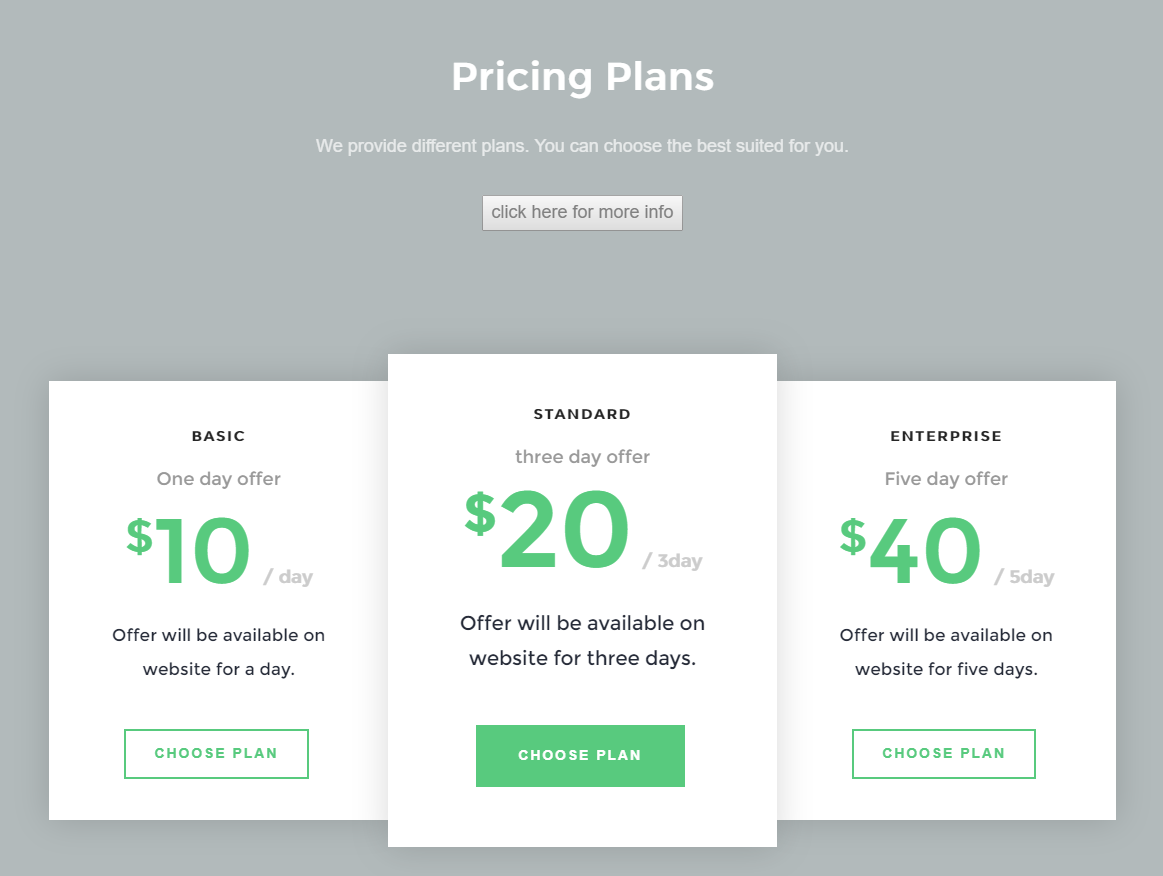 Pricing Plans
We provide different plans. You can choose the best suited for you.
click here for more info
BASIC
One day offer
$10 / day
Offer will be available on
website for a day.
CHOOSE PLAN
STANDARD
three day offer
$20 / 3day
Offer will be available on
website for three days.
CHOOSE PLAN
ENTERPRISE
Five day offer
$40 / 5day
Offer will be available on
website for five days.
CHOOSE PLAN